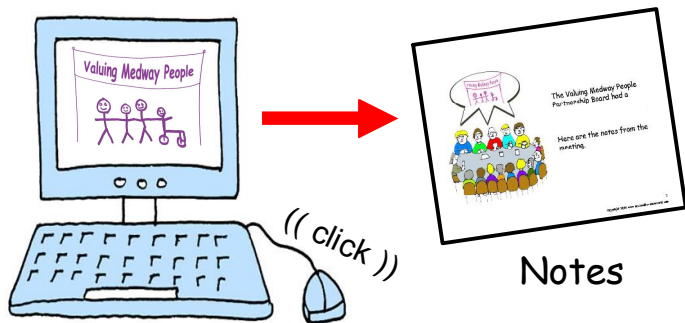 Valuing Medway People
(( click ))
Valuing Medway People
The Valuing Medway People
Partnership Board had a
Here are the notes from the
meeting.
Notes